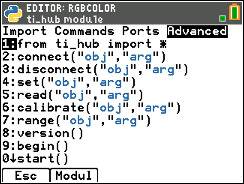 EDITOR: RGBCOLOR
ti_hub module
Import Commands Ports Advanced
1:from ti_hub import *
2:connect("obj","arg")
3:disconnect("obj","arg")
4:set("obj","arg")
5:read("obj","arg")
6:calibrate("obj","arg")
7:range("obj","arg")
8:version()
9:begin()
0↓start()
Esc Modul